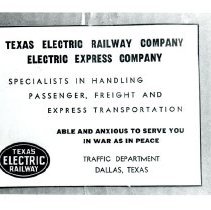 TEXAS ELECTRIC RAILWAY COMPANY
ELECTRIC EXPRESS COMPANY
SPECIALISTS IN HANDLING
PASSENGER, FREIGHT AND
EXPRESS TRANSPORTATION
ABLE AND ANXIOUS TO SERVE YOU
IN WAR AS IN PEACE
TEXAS
ELECTRIC
RAILWAY
TRAFFIC DEPARTMENT
DALLAS, TEXAS